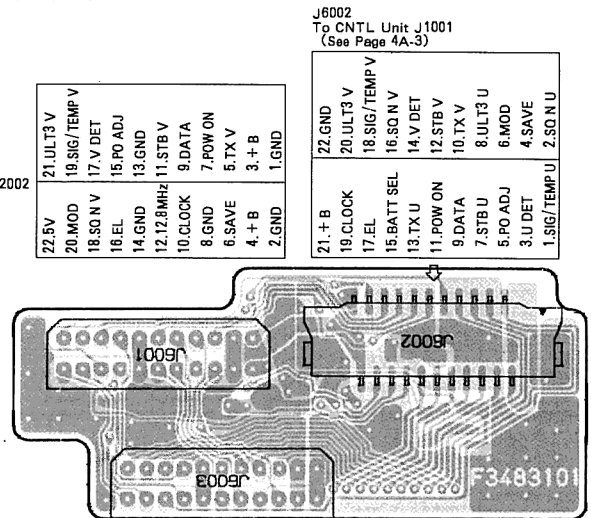 J6002
To CNTL Unit J1001
(See Page 4A-3)
2002
21.ULT3 V
19.SIG/TEMP V
17.V DET
15.PO ADJ
13.GND
11.STB V
9.DATA
7.POW ON
5.TX V
3.+ B
1.GND
22.5V
20.MOD
18.SQ N V
16.EL
14.GND
12.12.8MHz
10.CLOCK
8.GND
6.SAVE
4.+ B
2.GND
22.GND
20.ULT3 V
18.SIG/TEMP V
16.SQ N V
14.V DET
12.STB V
10.TX V
8.ULT3 U
6.MOD
4.SAVE
2.SQ N U
21.+ B
19.CLOCK
17.EL
15.BATT SEL
13.TX U
11.POW ON
9.DATA
7.STB U
5.PO ADJ
3.U DET
1.SIG/TEMP U
J6001
J6002
J6003
F3483101